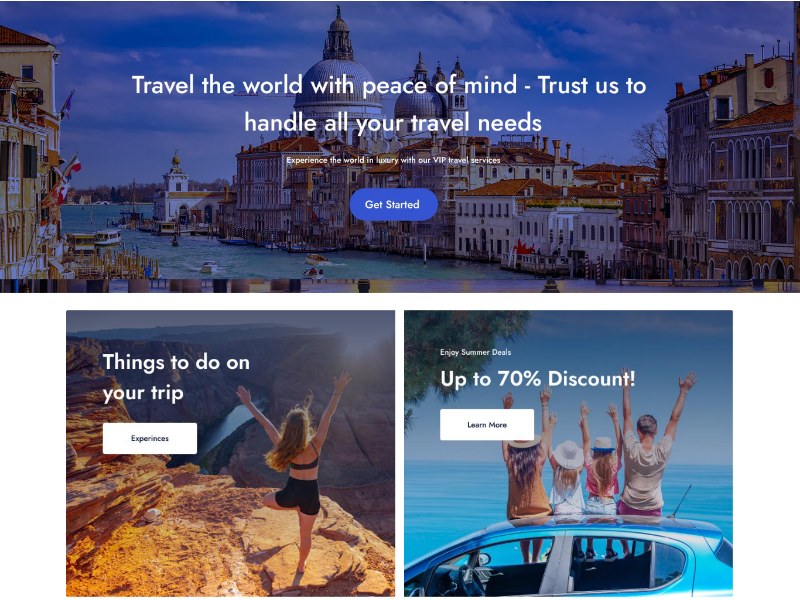 Travel the world with peace of mind - Trust us to
handle all your travel needs
Experience the world in luxury with our VIP travel services
Get Started
Things to do on
your trip
Experinces
Enjoy Summer Deals
Up to 70% Discount!
Learn More